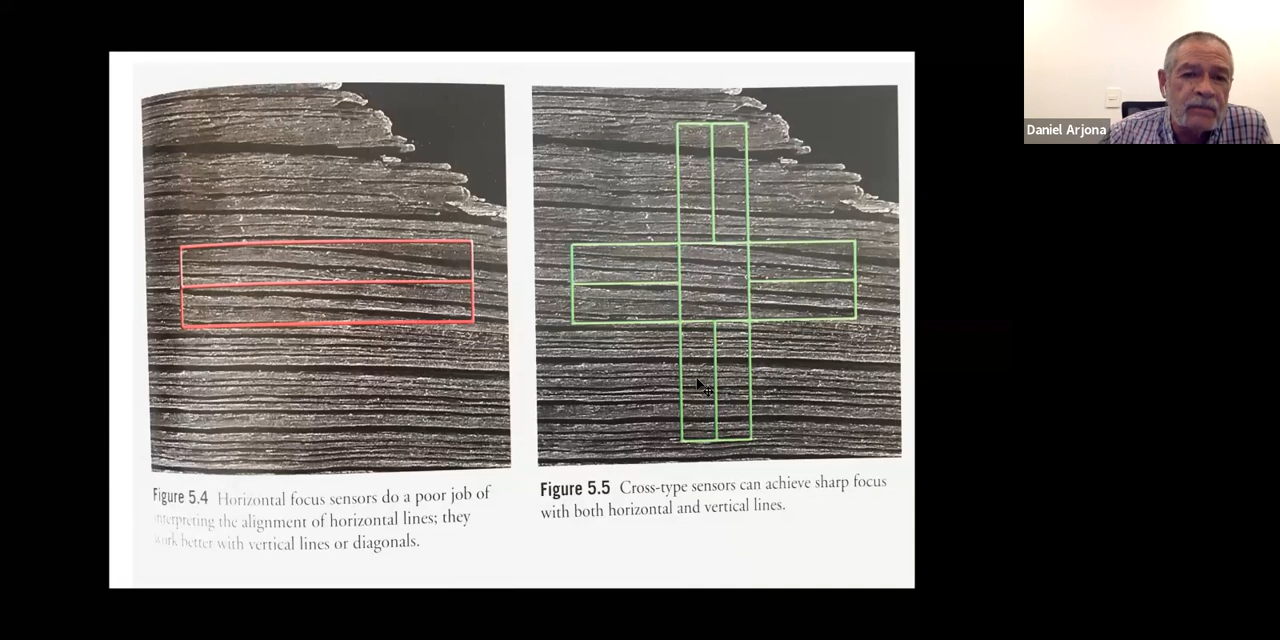 Figure 5.4 Horizontal focus sensors do a poor job of
interpreting the alignment of horizontal lines; they
work better with vertical lines or diagonals.
Figure 5.5 Cross-type sensors can achieve sharp focus
with both horizontal and vertical lines.
Daniel Arjona